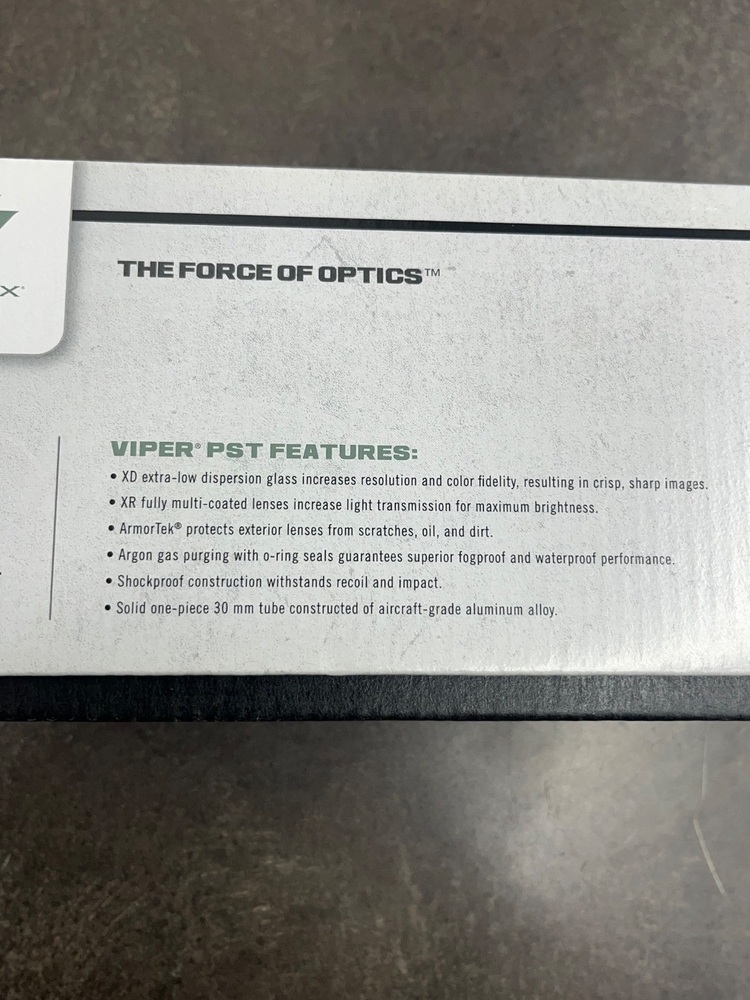 X
THE FORCE OF OPTICS™
VIPER® PST FEATURES:
• XD extra-low dispersion glass increases resolution and color fidelity, resulting in crisp, sharp images.
• XR fully multi-coated lenses increase light transmission for maximum brightness.
• ArmorTek® protects exterior lenses from scratches, oil, and dirt.
• Argon gas purging with o-ring seals guarantees superior fogproof and waterproof performance.
• Shockproof construction withstands recoil and impact.
• Solid one-piece 30 mm tube constructed of aircraft-grade aluminum alloy.